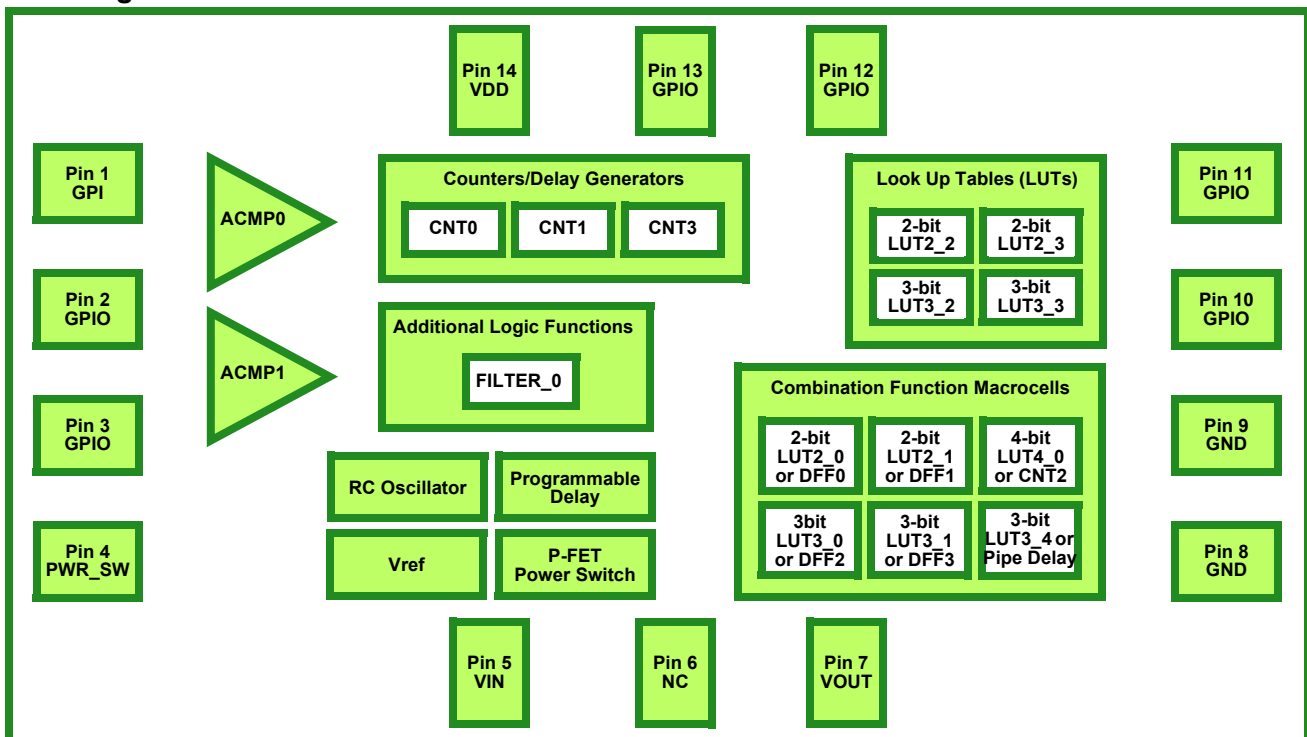 Pin 14
VDD
Pin 13
GPIO
Pin 12
GPIO
Pin 1
GPI
ACMP0
Counters/Delay Generators
CNT0
CNT1
CNT3
Look Up Tables (LUTs)
2-bit
LUT2_2
2-bit
LUT2_3
3-bit
LUT3_2
3-bit
LUT3_3
Pin 11
GPIO
Pin 2
GPIO
Pin 10
GPIO
ACMP1
Additional Logic Functions
FILTER_0
Combination Function Macrocells
2-bit
LUT2_0
or DFF0
2-bit
LUT2_1
or DFF1
4-bit
LUT4_0
or CNT2
3bit
LUT3_0
or DFF2
3-bit
LUT3_1
or DFF3
3-bit
LUT3_4 or
Pipe Delay
Pin 3
GPIO
Pin 9
GND
RC Oscillator
Programmable
Delay
Vref
P-FET
Power Switch
Pin 4
PWR_SW
Pin 8
GND
Pin 5
VIN
Pin 6
NC
Pin 7
VOUT